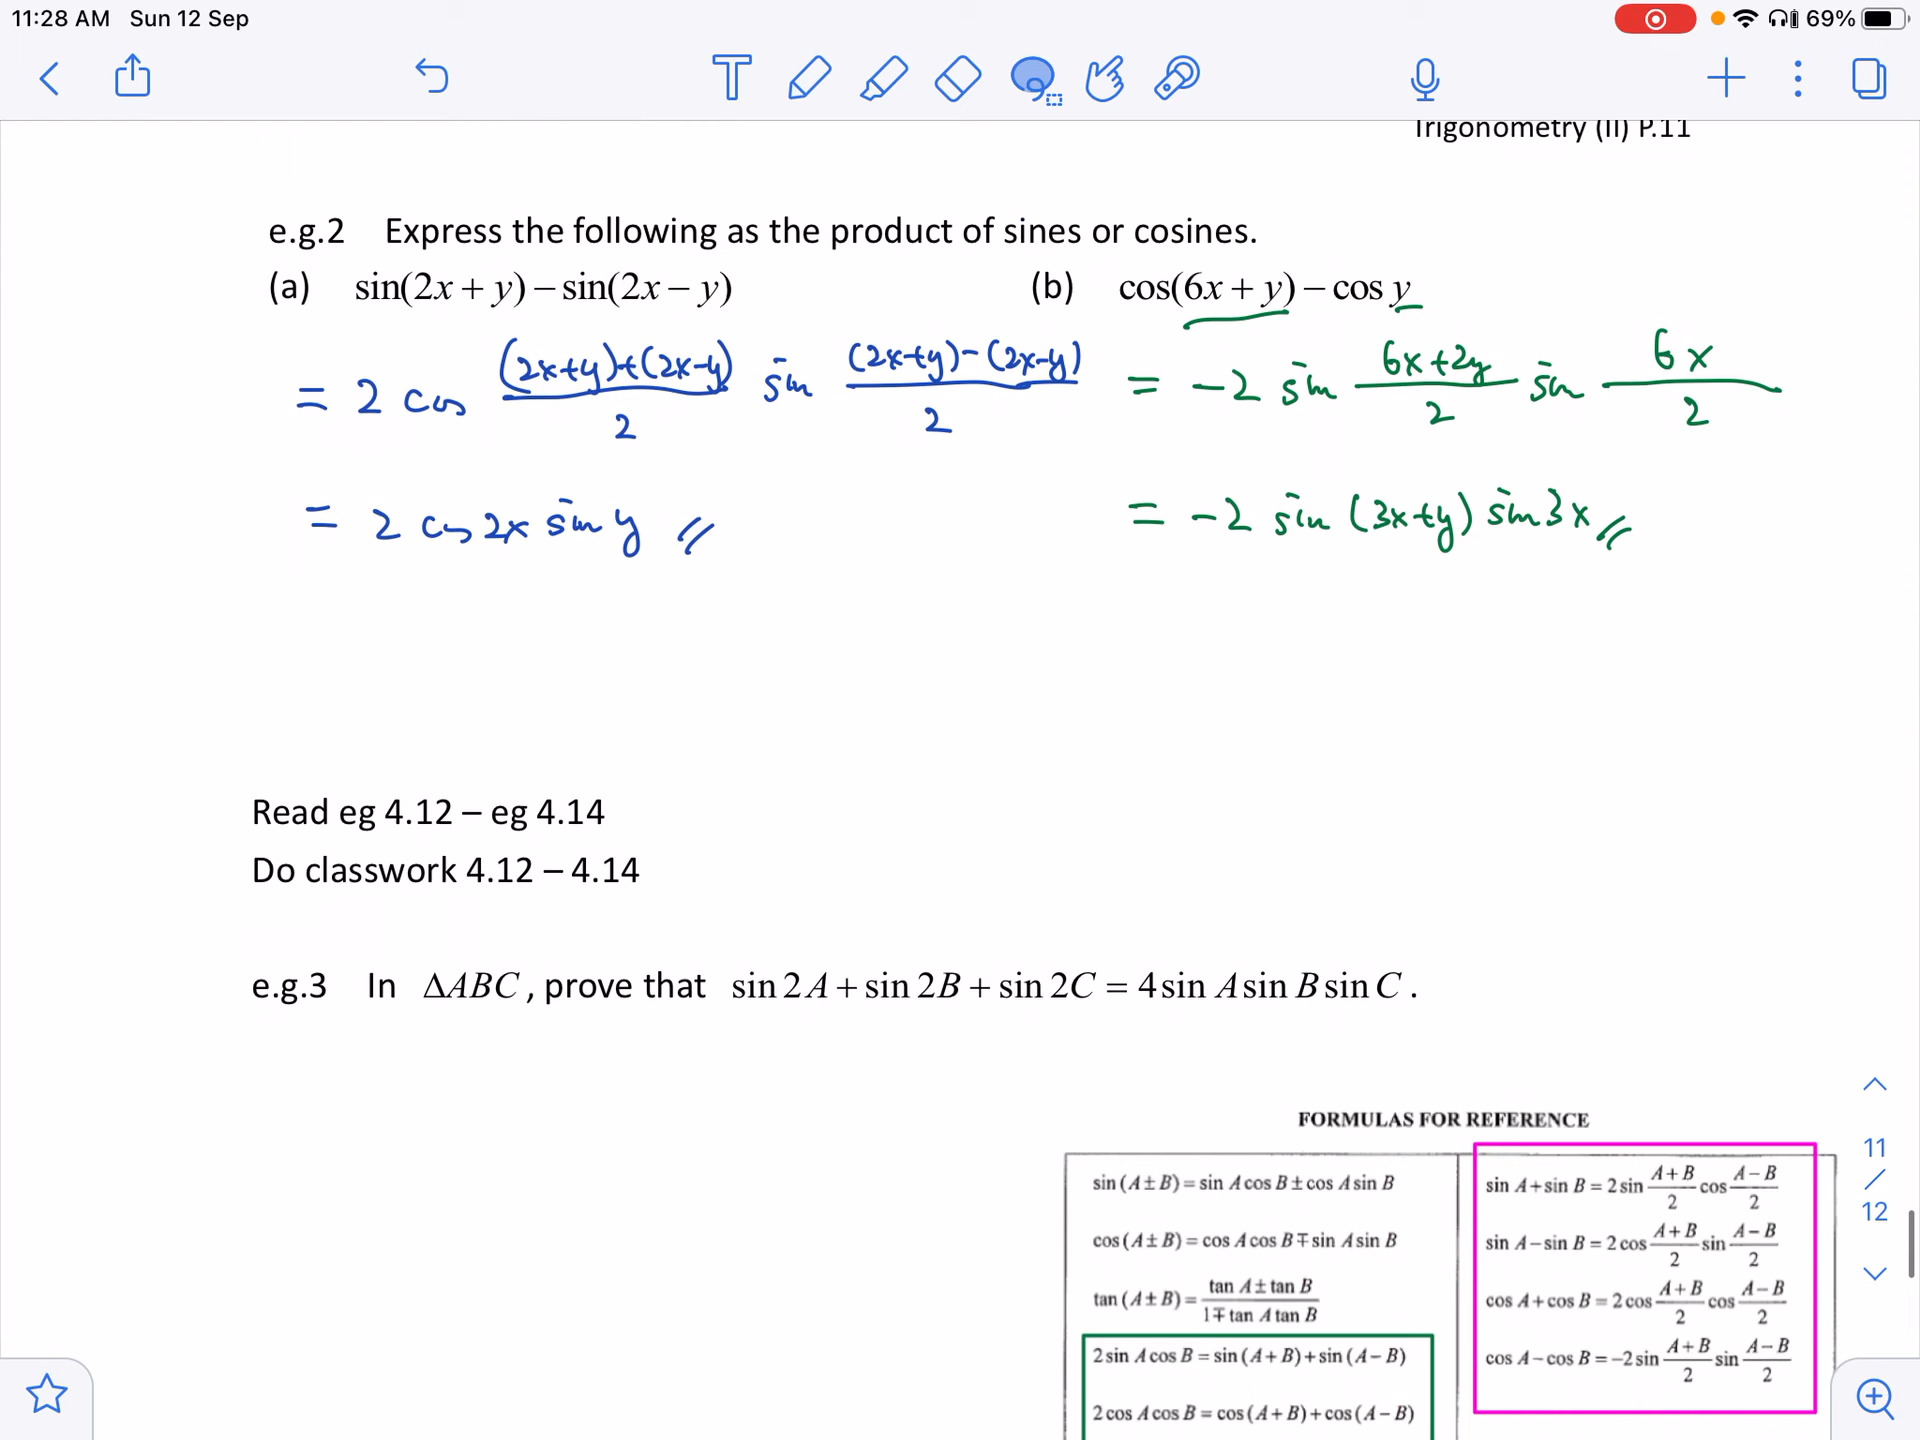 11:28 AM Sun 12 Sep
69%
Trigonometry (II) P.11
e.g.2 Express the following as the product of sines or cosines.
(a) sin(2x + y) – sin(2x – y)
= 2 cos (2x+y)+(2x-y)/2 sin (2x+y)-(2x-y)/2
= 2 cos 2x sin y //
(b) cos(6x + y) – cos y
= -2 sin 6x+2y/2 sin 6x/2
= -2 sin (3x+y) sin 3x //
Read eg 4.12 – eg 4.14
Do classwork 4.12 – 4.14
e.g.3 In ΔABC, prove that sin 2A + sin 2B + sin 2C = 4 sin A sin B sin C.
FORMULAS FOR REFERENCE
sin (A ± B) = sin A cos B ± cos A sin B
cos (A ± B) = cos A cos B ∓ sin A sin B
tan (A ± B) = tan A ± tan B / 1 ∓ tan A tan B
2 sin A cos B = sin (A + B) + sin (A – B)
2 cos A cos B = cos (A + B) + cos (A – B)
sin A + sin B = 2 sin A + B/2 cos A – B/2
sin A – sin B = 2 cos A + B/2 sin A – B/2
cos A + cos B = 2 cos A + B/2 cos A – B/2
cos A – cos B = –2 sin A + B/2 sin A – B/2
11
/
12